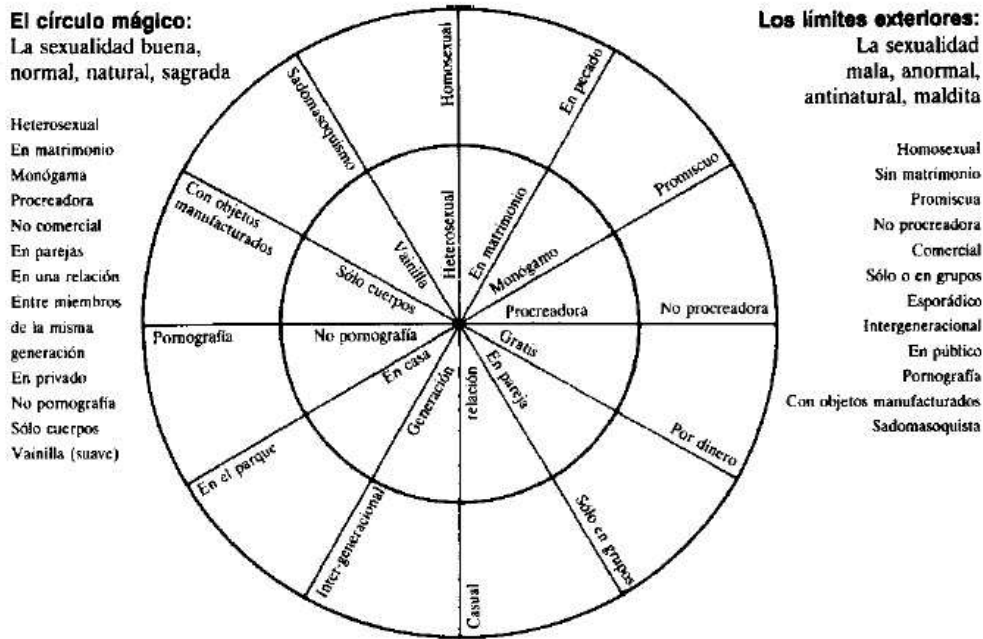 El círculo mágico:
La sexualidad buena,
normal, natural, sagrada
Heterosexual
En matrimonio
Monógama
Procreadora
No comercial
En parejas
En una relación
Entre miembros
de la misma
generación
En privado
No pornografía
Sólo cuerpos
Vainilla (suave)
Homosexual
En pecado
Promiscuo
No procreadora
Por dinero
Sólo en grupos
Casual
Inter-generacional
En el parque
Pornografía
Con objetos
manufacturados
Sadomasoquismo
Heterosexual
En matrimonio
Monógamo
Procreadora
Gratis
En pareja
relación
Generación
En casa
No pornografía
Sólo cuerpos
Vainilla
Los límites exteriores:
La sexualidad
mala, anormal,
antinatural, maldita
Homosexual
Sin matrimonio
Promiscua
No procreadora
Comercial
Sólo o en grupos
Esporádico
Intergeneracional
En público
Pornografía
Con objetos manufacturados
Sadomasoquista